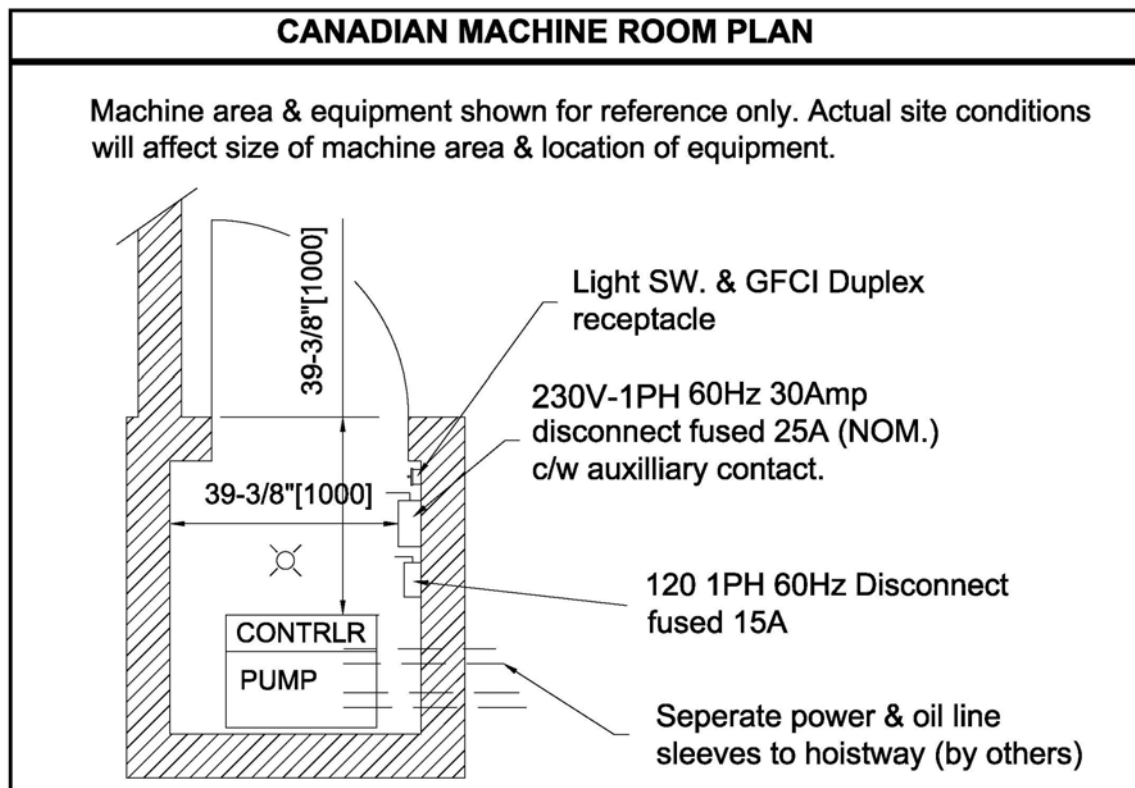 CANADIAN MACHINE ROOM PLAN
Machine area & equipment shown for reference only. Actual site conditions
will affect size of machine area & location of equipment.
39-3/8"[1000]
Light SW. & GFCI Duplex
receptacle
230V-1PH 60Hz 30Amp
disconnect fused 25A (NOM.)
c/w auxilliary contact.
39-3/8"[1000]
120 1PH 60Hz Disconnect
fused 15A
CONTRLR
PUMP
Seperate power & oil line
sleeves to hoistway (by others)